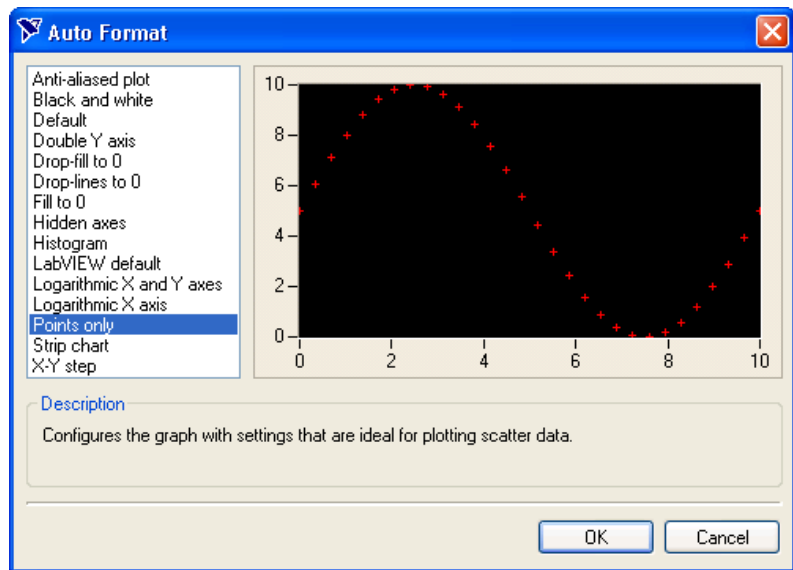 Auto Format
Anti-aliased plot
Black and white
Default
Double Y axis
Drop-fill to 0
Drop-lines to 0
Fill to 0
Hidden axes
Histogram
LabVIEW default
Logarithmic X and Y axes
Logarithmic X axis
Points only
Strip chart
X-Y step
10
8
6
4
2
0
0 2 4 6 8 10
Description
Configures the graph with settings that are ideal for plotting scatter data.
OK Cancel